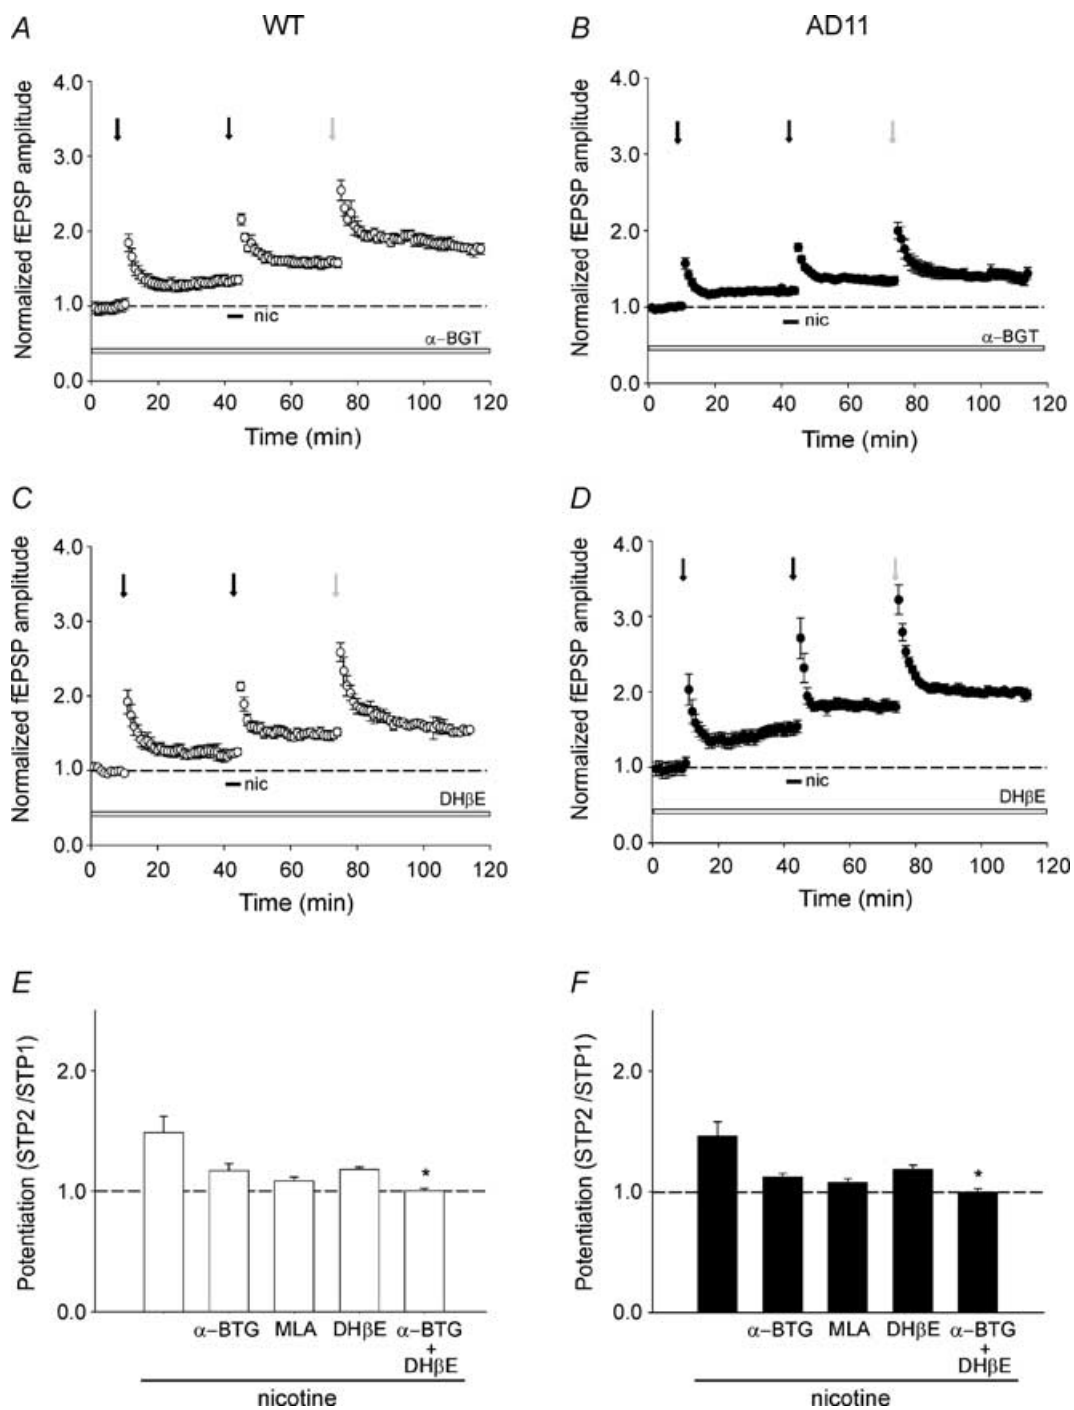 A WT
B AD11
Normalized fEPSP amplitude
4.0
3.0
2.0
1.0
0.0
nic
α–BGT
0 20 40 60 80 100 120
Time (min)
Normalized fEPSP amplitude
4.0
3.0
2.0
1.0
0.0
nic
α–BGT
0 20 40 60 80 100 120
Time (min)
C
Normalized fEPSP amplitude
4.0
3.0
2.0
1.0
0.0
nic
DHβE
0 20 40 60 80 100 120
Time (min)
D
Normalized fEPSP amplitude
4.0
3.0
2.0
1.0
0.0
nic
DHβE
0 20 40 60 80 100 120
Time (min)
E
Potentiation (STP2 /STP1)
2.0
1.0
0.0
*
α–BTG MLA DHβE α–BTG
+
DHβE
nicotine
F
Potentiation (STP2 /STP1)
2.0
1.0
0.0
*
α–BTG MLA DHβE α–BTG
+
DHβE
nicotine